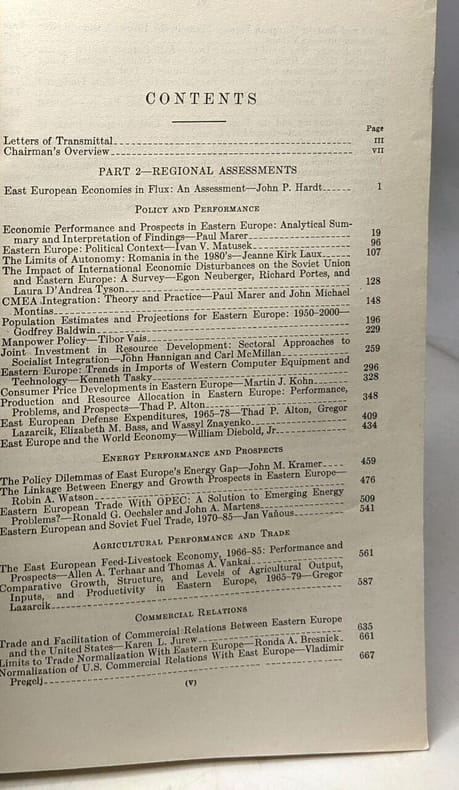 CONTENTS
Page
Letters of Transmittal III
Chairman's Overview VII
PART 2—REGIONAL ASSESSMENTS
East European Economies in Flux: An Assessment—John P. Hardt 1
POLICY AND PERFORMANCE
Economic Performance and Prospects in Eastern Europe: Analytical Sum-
mary and Interpretation of Findings—Paul Marer 19
Eastern Europe: Political Context—Ivan V. Matusek 96
The Limits of Autonomy: Romania in the 1980's—Jeanne Kirk Laux 107
The Impact of International Economic Disturbances on the Soviet Union
and Eastern Europe: A Survey—Egon Neuberger, Richard Portes, and
Laura D'Andrea Tyson 128
CMEA Integration: Theory and Practice—Paul Marer and John Michael
Montias 148
Population Estimates and Projections for Eastern Europe: 1950-2000—
Godfrey Baldwin 196
Manpower Policy—Tibor Vais 229
Joint Investment in Resource Development: Sectoral Approaches to
Socialist Integration—John Hannigan and Carl McMillan 259
Eastern Europe: Trends in Imports of Western Computer Equipment and
Technology—Kenneth Tasky 296
Consumer Price Developments in Eastern Europe—Martin J. Kohn 328
Production and Resource Allocation in Eastern Europe: Performance,
Problems, and Prospects—Thad P. Alton 348
East European Defense Expenditures, 1965-78—Thad P. Alton, Gregor
Lazarcik, Elizabeth M. Bass, and Wassyl Znayenko 409
East Europe and the World Economy—William Diebold, Jr 434
ENERGY PERFORMANCE AND PROSPECTS
The Policy Dilemmas of East Europe's Energy Gap—John M. Kramer 459
The Linkage Between Energy and Growth Prospects in Eastern Europe—
Robin A. Watson 476
Eastern European Trade With OPEC: A Solution to Emerging Energy
Problems?—Ronald G. Oechsler and John A. Martens 509
Eastern European and Soviet Fuel Trade, 1970-85—Jan Vaňous 541
AGRICULTURAL PERFORMANCE AND TRADE
The East European Feed-Livestock Economy, 1966-85: Performance and
Prospects—Allen A. Terhaar and Thomas A. Vankai 561
Comparative Growth, Structure, and Levels of Agricultural Output,
Inputs, and Productivity in Eastern Europe, 1965-79—Gregor
Lazarcik 587
COMMERCIAL RELATIONS
Trade and Facilitation of Commercial Relations Between Eastern Europe
and the United States—Karen L. Jurew 635
Limits to Trade Normalization With Eastern Europe—Ronda A. Bresnick 661
Normalization of U.S. Commercial Relations With East Europe—Vladimir
Pregelj 667
(V)